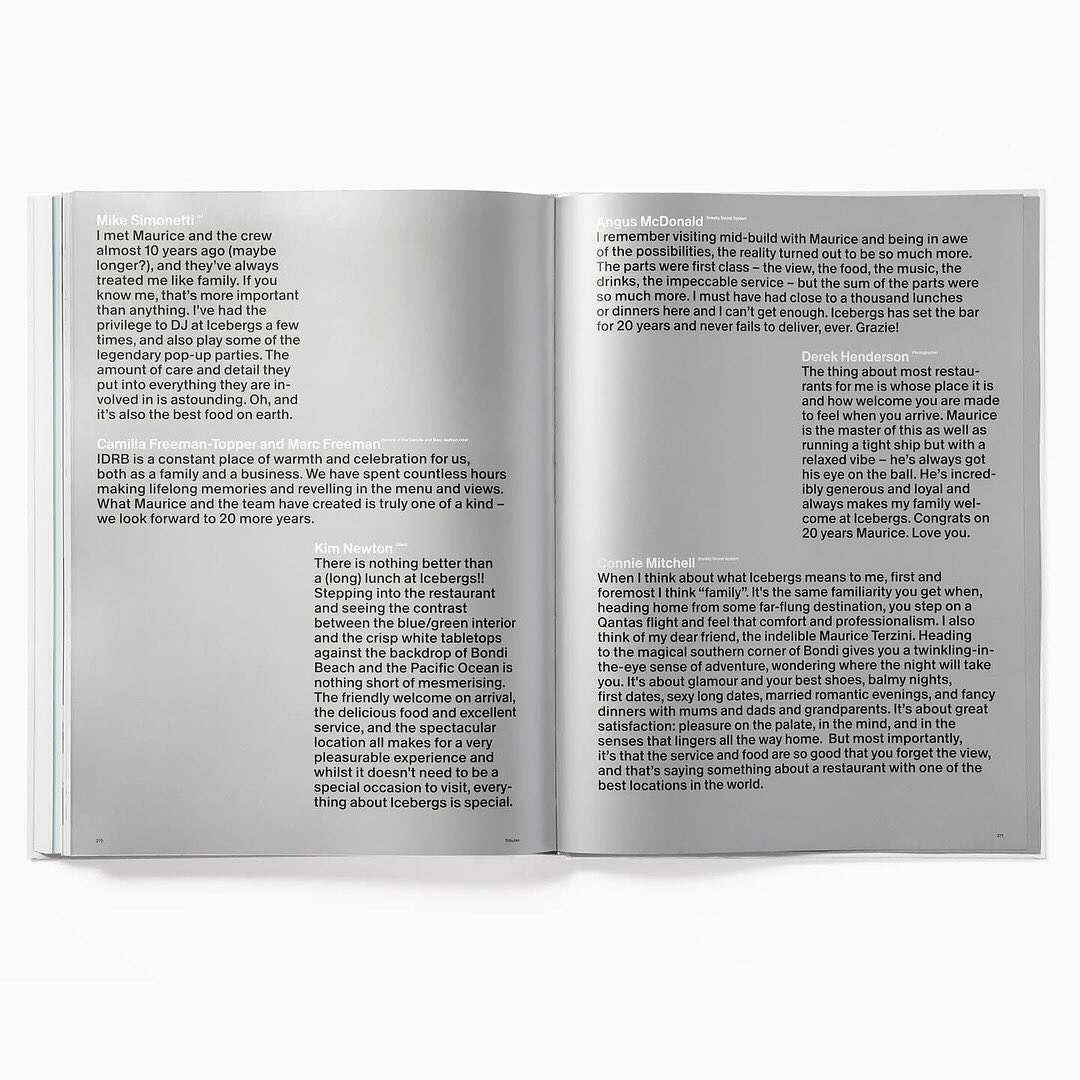 Mike Simonetti DJ
I met Maurice and the crew
almost 10 years ago (maybe
longer?), and they've always
treated me like family. If you
know me, that's more important
than anything. I've had the
privilege to DJ at Icebergs a few
times, and also play some of the
legendary pop-up parties. The
amount of care and detail they
put into everything they are in-
volved in is astounding. Oh, and
it's also the best food on earth.
Camilla Freeman-Topper and Marc Freeman
IDRB is a constant place of warmth and celebration for us,
both as a family and a business. We have spent countless hours
making lifelong memories and revelling in the menu and views.
What Maurice and the team have created is truly one of a kind –
we look forward to 20 more years.
Kim Newton
There is nothing better than
a (long) lunch at Icebergs!!
Stepping into the restaurant
and seeing the contrast
between the blue/green interior
and the crisp white tabletops
against the backdrop of Bondi
Beach and the Pacific Ocean is
nothing short of mesmerising.
The friendly welcome on arrival,
the delicious food and excellent
service, and the spectacular
location all makes for a very
pleasurable experience and
whilst it doesn't need to be a
special occasion to visit, every-
thing about Icebergs is special.
270
Tributes
Angus McDonald Sneaky Sound System
I remember visiting mid-build with Maurice and being in awe
of the possibilities, the reality turned out to be so much more.
The parts were first class – the view, the food, the music, the
drinks, the impeccable service – but the sum of the parts were
so much more. I must have had close to a thousand lunches
or dinners here and I can't get enough. Icebergs has set the bar
for 20 years and never fails to deliver, ever. Grazie!
Derek Henderson Photographer
The thing about most restau-
rants for me is whose place it is
and how welcome you are made
to feel when you arrive. Maurice
is the master of this as well as
running a tight ship but with a
relaxed vibe – he's always got
his eye on the ball. He's incred-
ibly generous and loyal and
always makes my family wel-
come at Icebergs. Congrats on
20 years Maurice. Love you.
Connie Mitchell Sneaky Sound System
When I think about what Icebergs means to me, first and
foremost I think “family”. It's the same familiarity you get when,
heading home from some far-flung destination, you step on a
Qantas flight and feel that comfort and professionalism. I also
think of my dear friend, the indelible Maurice Terzini. Heading
to the magical southern corner of Bondi gives you a twinkling-in-
the-eye sense of adventure, wondering where the night will take
you. It's about glamour and your best shoes, balmy nights,
first dates, sexy long dates, married romantic evenings, and fancy
dinners with mums and dads and grandparents. It's about great
satisfaction: pleasure on the palate, in the mind, and in the
senses that lingers all the way home. But most importantly,
it's that the service and food are so good that you forget the view,
and that's saying something about a restaurant with one of the
best locations in the world.
271